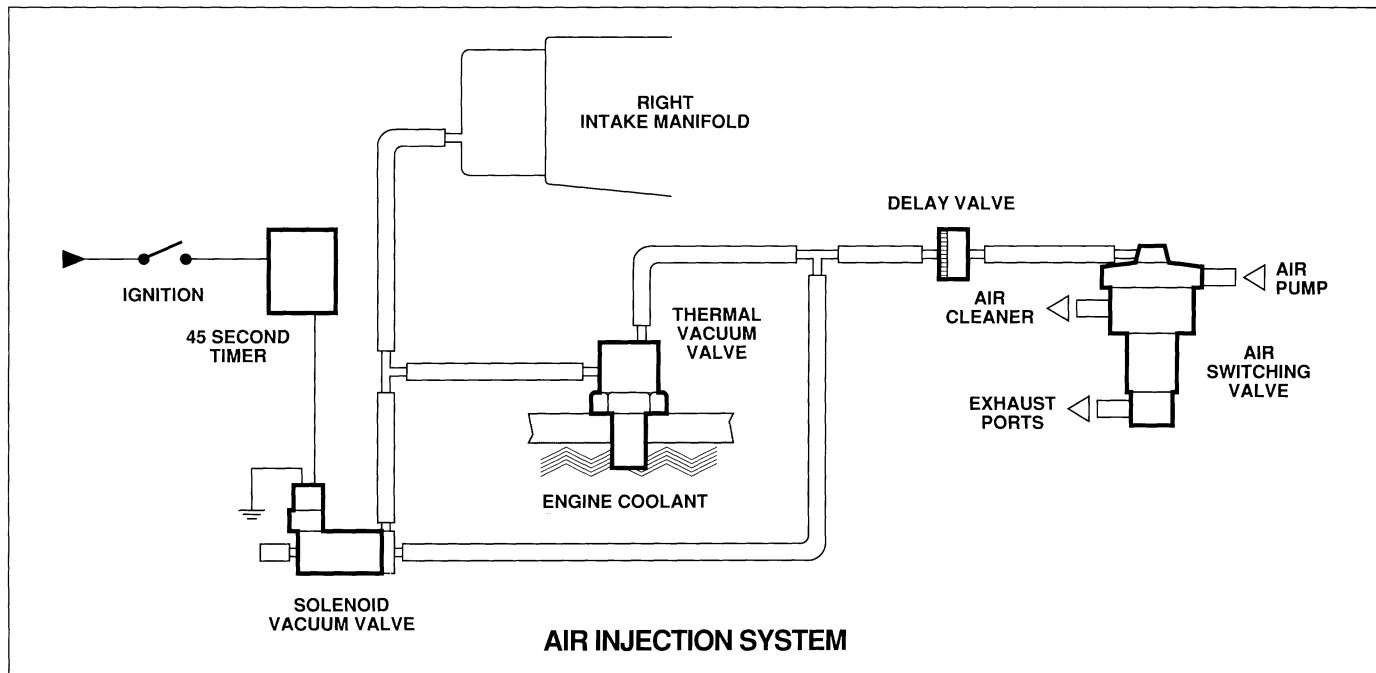 RIGHT
INTAKE MANIFOLD
DELAY VALVE
IGNITION
45 SECOND
TIMER
THERMAL
VACUUM
VALVE
AIR
CLEANER
AIR
PUMP
AIR
SWITCHING
VALVE
EXHAUST
PORTS
ENGINE COOLANT
SOLENOID
VACUUM VALVE
AIR INJECTION SYSTEM